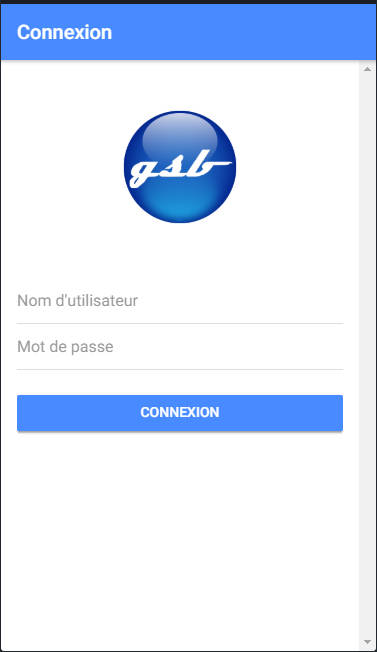 Connexion
gsb
Nom d'utilisateur
Mot de passe
CONNEXION